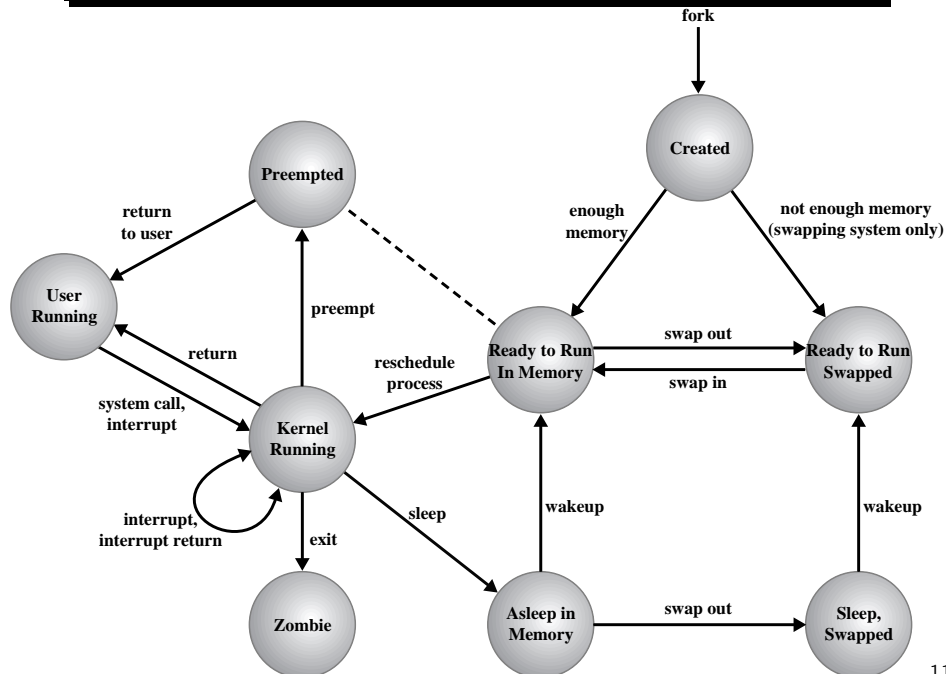 fork
Created
Preempted
return
to user
enough
memory
not enough memory
(swapping system only)
User
Running
preempt
return
Ready to Run
In Memory
swap out
swap in
Ready to Run
Swapped
reschedule
process
system call,
interrupt
Kernel
Running
interrupt,
interrupt return
sleep
wakeup
wakeup
exit
Zombie
Asleep in
Memory
swap out
Sleep,
Swapped
11